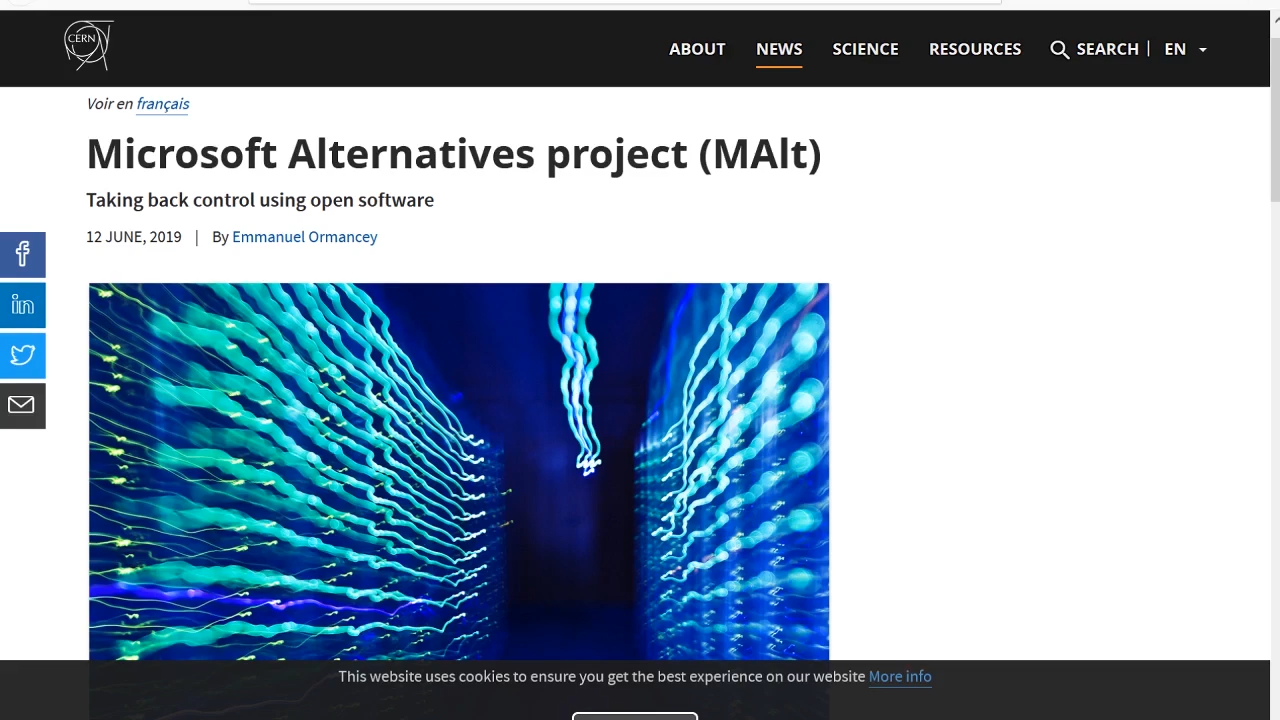 CERN
ABOUT NEWS SCIENCE RESOURCES SEARCH | EN
Voir en français
Microsoft Alternatives project (MAlt)
Taking back control using open software
12 JUNE, 2019 | By Emmanuel Ormancey
f
in
This website uses cookies to ensure you get the best experience on our website More info